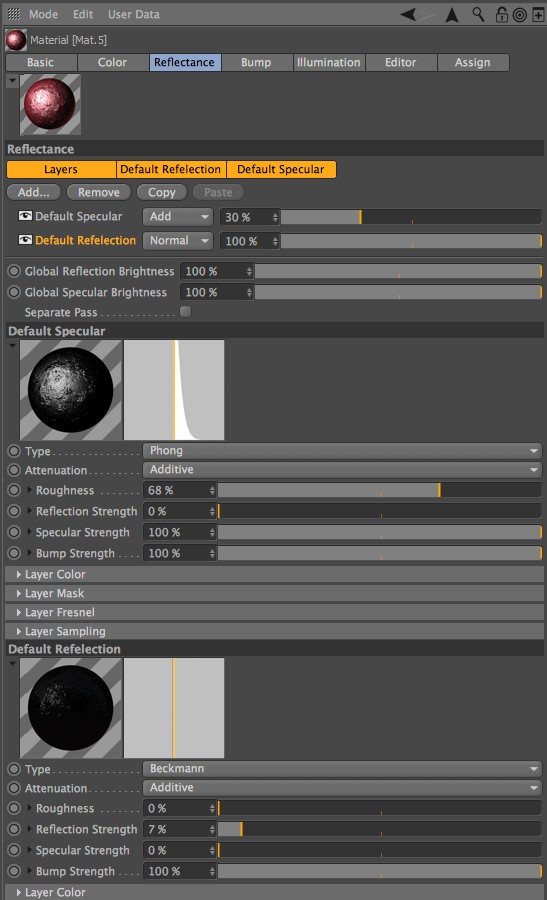 Mode Edit User Data
Material [Mat.5]
Basic Color Reflectance Bump Illumination Editor Assign
Reflectance
Layers Default Refelection Default Specular
Add... Remove Copy Paste
Default Specular Add 30 %
Default Refelection Normal 100 %
Global Reflection Brightness 100 %
Global Specular Brightness 100 %
Separate Pass . . . . . . . . . . . . .
Default Specular
Type . . . . . . . . . . . . . . . . . Phong
Attenuation . . . . . . . . Additive
Roughness . . . . . . 68 %
Reflection Strength 0 %
Specular Strength 100 %
Bump Strength . . . . 100 %
Layer Color
Layer Mask
Layer Fresnel
Layer Sampling
Default Refelection
Type . . . . . . . . . . . . . . . . . Beckmann
Attenuation . . . . . . . . Additive
Roughness . . . . . . 0 %
Reflection Strength 7 %
Specular Strength 0 %
Bump Strength . . . . 100 %
Layer Color